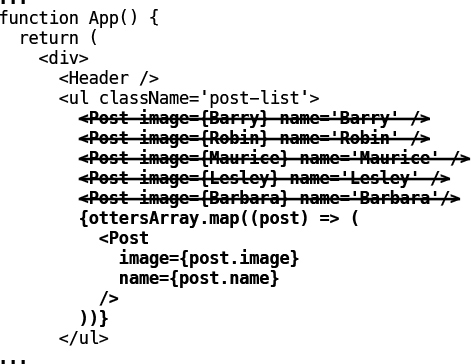 ...
function App() {
  return (
    <div>
      <Header />
      <ul className='post-list'>
        <Post image={Barry} name='Barry' />
        <Post image={Robin} name='Robin' />
        <Post image={Maurice} name='Maurice' />
        <Post image={Lesley} name='Lesley' />
        <Post image={Barbara} name='Barbara'/>
        {ottersArray.map((post) => (
          <Post
            image={post.image}
            name={post.name}
          />
        ))}
      </ul>
...